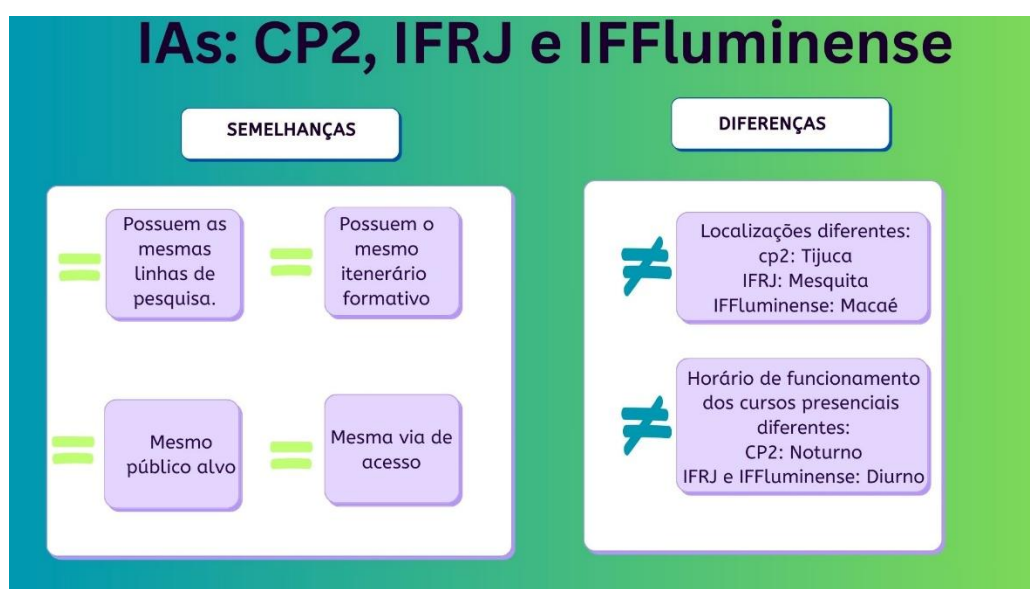 IAs: CP2, IFRJ e IFFluminense
SEMELHANÇAS
Possuem as
mesmas
linhas de
pesquisa.
Possuem o
mesmo
itenerário
formativo
Mesmo
público alvo
Mesma via de
acesso
DIFERENÇAS
Localizações diferentes:
cp2: Tijuca
IFRJ: Mesquita
IFFluminense: Macaé
Horário de funcionamento
dos cursos presenciais
diferentes:
CP2: Noturno
IFRJ e IFFluminense: Diurno